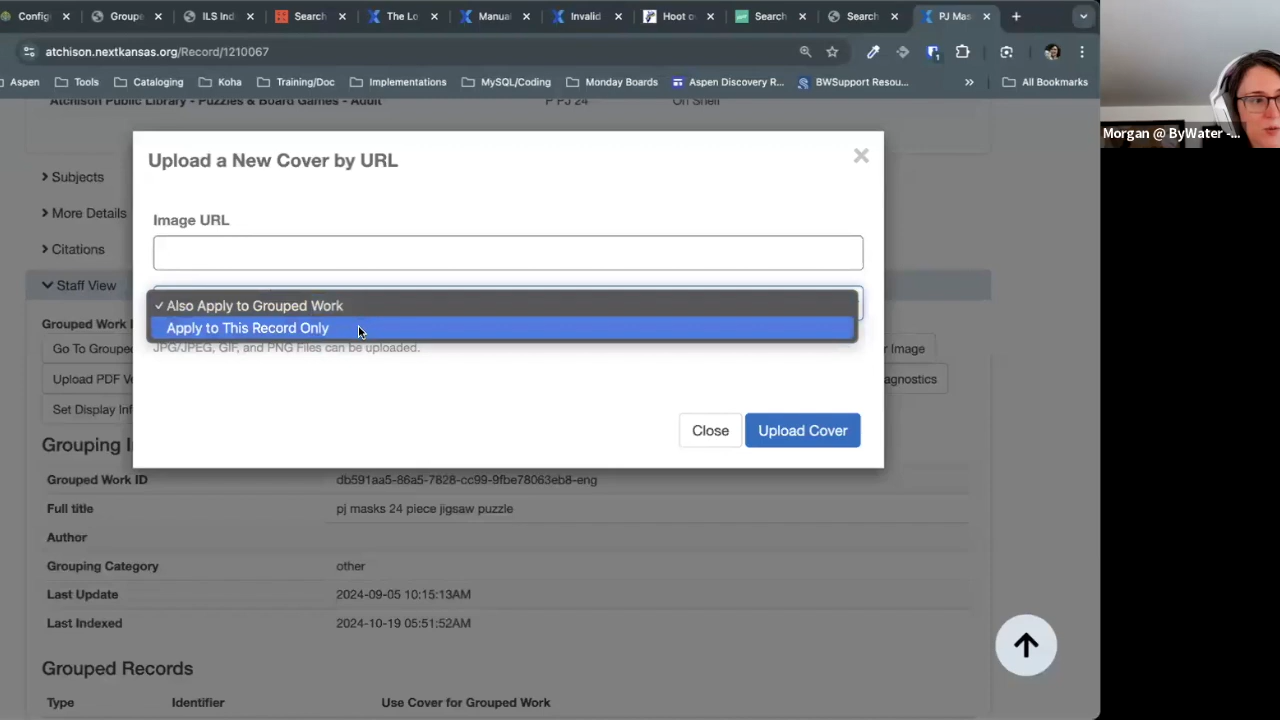 Config
Groupe
ILS Ind
Search
The Lo
Manual
Invalid
Hoot o
Search
Search
PJ Mas
atchison.nextkansas.org/Record/1210067
Aspen
Tools
Cataloging
Koha
Training/Doc
Implementations
MySQL/Coding
Monday Boards
Aspen Discovery R...
BWSupport Resou...
»
All Bookmarks
Morgan @ ByWater -...
Atchison Public Library - Puzzles & Board Games - Adult P PJ 24 On Shelf
Upload a New Cover by URL
Subjects
More Details
Image URL
Citations
Staff View
✓ Also Apply to Grouped Work
Apply to This Record Only
Grouped Work
JPG/JPEG, GIF, and PNG Files can be uploaded.
Go To Groupe
r Image
Upload PDF Ve
agnostics
Set Display Inf
Close
Upload Cover
Grouping I
Grouped Work ID db591aa5-86a5-7828-cc99-9fbe78063eb8-eng
Full title pj masks 24 piece jigsaw puzzle
Author
Grouping Category other
Last Update 2024-09-05 10:15:13AM
Last Indexed 2024-10-19 05:51:52AM
Grouped Records
Type Identifier Use Cover for Grouped Work